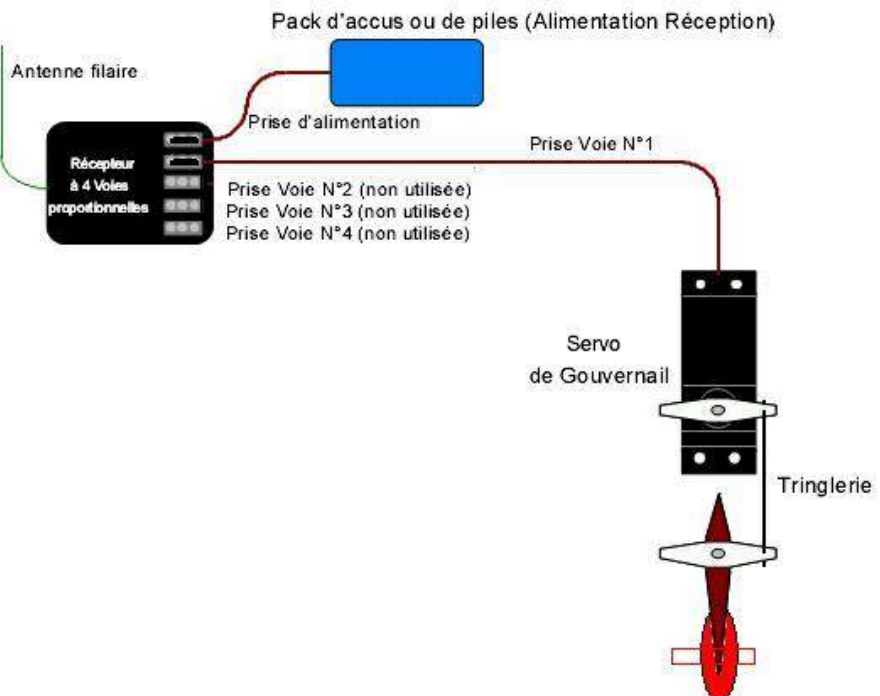 Pack d'accus ou de piles (Alimentation Réception)
Antenne filaire
Prise d'alimentation
Prise Voie N°1
Récepteur
à 4 Voies
proportionnelles
Prise Voie N°2 (non utilisée)
Prise Voie N°3 (non utilisée)
Prise Voie N°4 (non utilisée)
Servo
de Gouvernail
Tringlerie